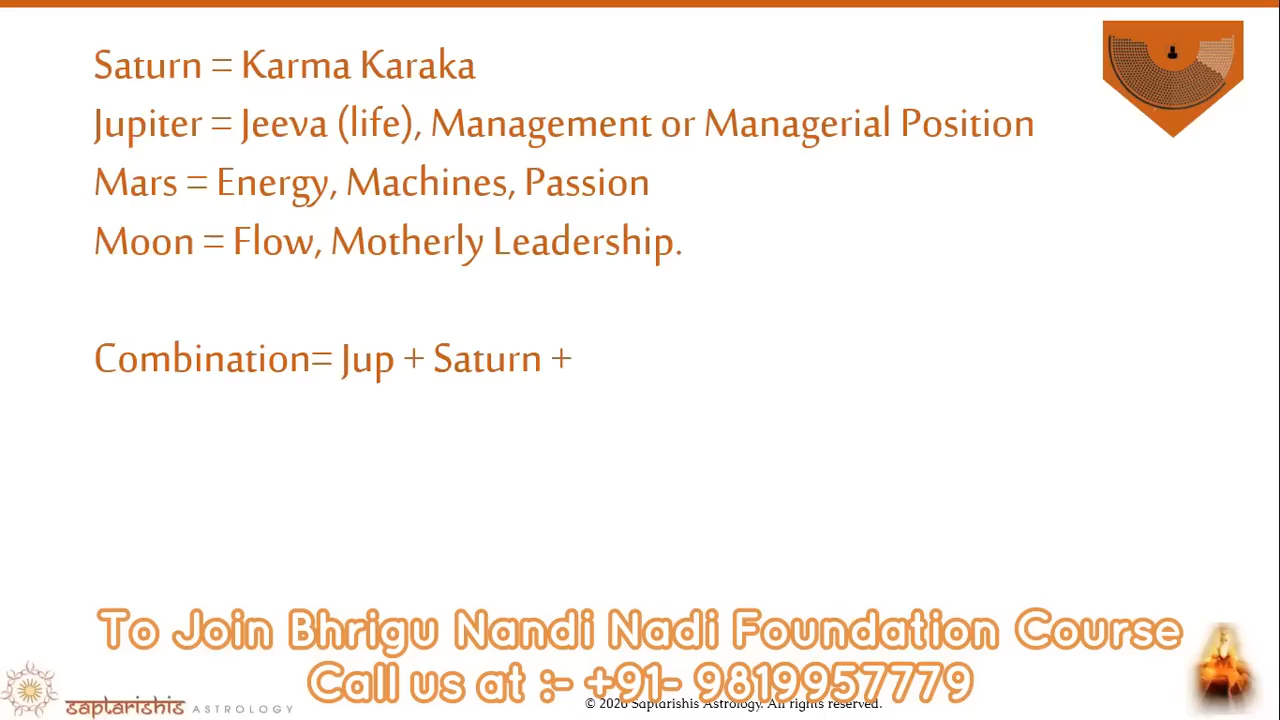 Saturn = Karma Karaka
Jupiter = Jeeva (life), Management or Managerial Position
Mars = Energy, Machines, Passion
Moon = Flow, Motherly Leadership.
Combination= Jup + Saturn +
To Join Bhrigu Nandi Nadi Foundation Course
Call us at :- +91- 9819957779
© 2020 Saptarishis Astrology. All rights reserved.
saptarishis ASTROLOGY